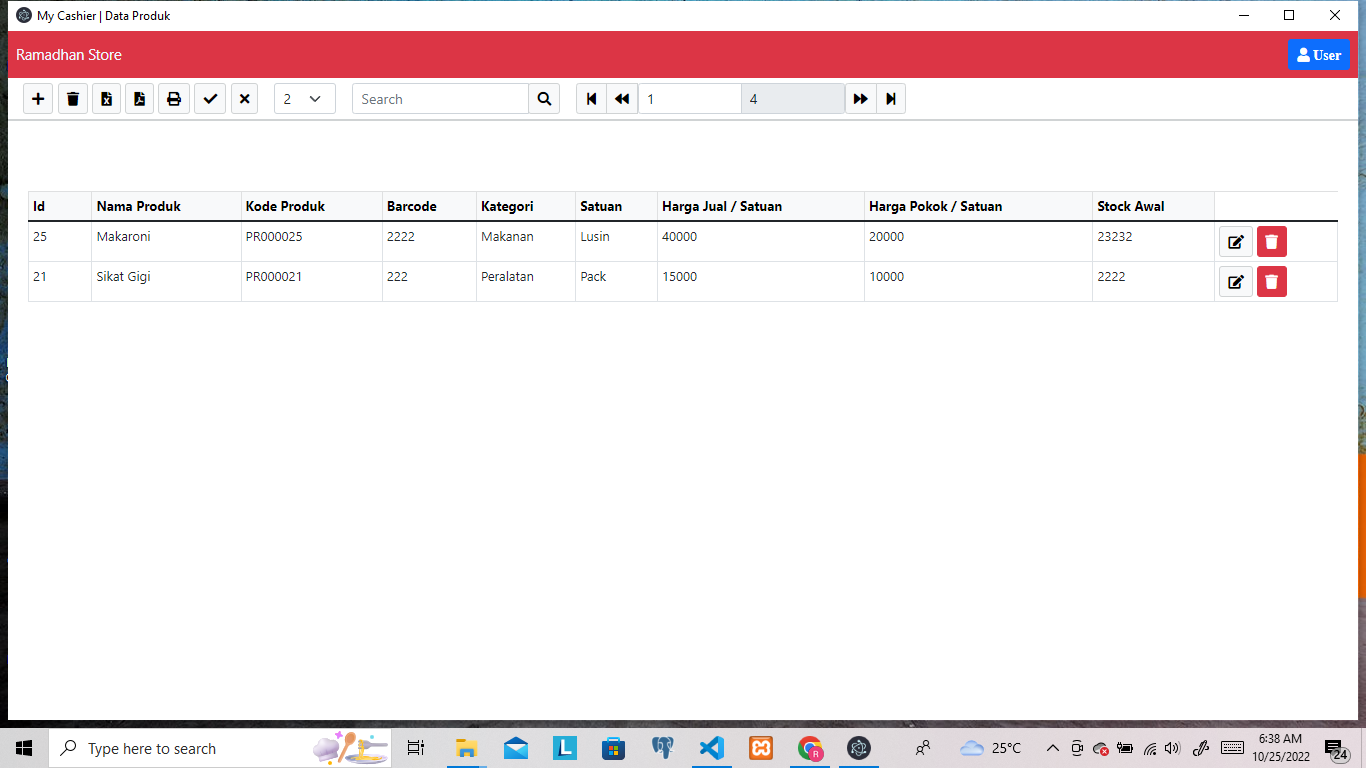 My Cashier | Data Produk
Ramadhan Store
User
2
Search
1
4
Id Nama Produk Kode Produk Barcode Kategori Satuan Harga Jual / Satuan Harga Pokok / Satuan Stock Awal
25 Makaroni PR000025 2222 Makanan Lusin 40000 20000 23232
21 Sikat Gigi PR000021 222 Peralatan Pack 15000 10000 2222
Type here to search
L
R
25°C
6:38 AM
10/25/2022
24